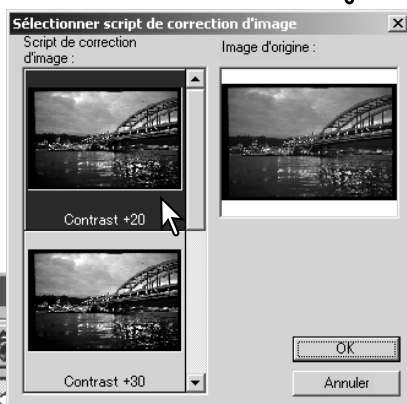 Sélectionner script de correction d'image
Script de correction
d'image :
Image d'origine :
Contrast +20
Contrast +30
OK
Annuler